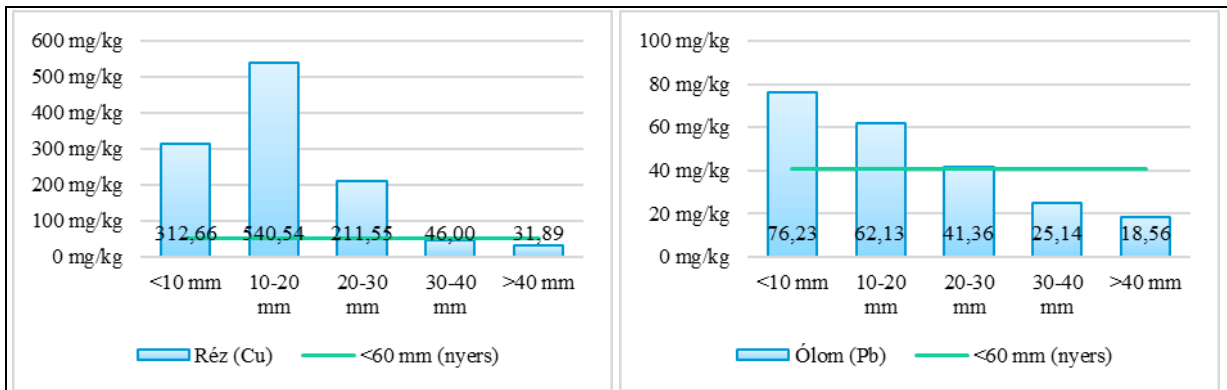 600 mg/kg
500 mg/kg
400 mg/kg
300 mg/kg
200 mg/kg
100 mg/kg
0 mg/kg
312,66 540,54 211,55 46,00 31,89
<10 mm 10-20 mm 20-30 mm 30-40 mm >40 mm
Réz (Cu) <60 mm (nyers)
100 mg/kg
80 mg/kg
60 mg/kg
40 mg/kg
20 mg/kg
0 mg/kg
76,23 62,13 41,36 25,14 18,56
<10 mm 10-20 mm 20-30 mm 30-40 mm >40 mm
Ólom (Pb) <60 mm (nyers)